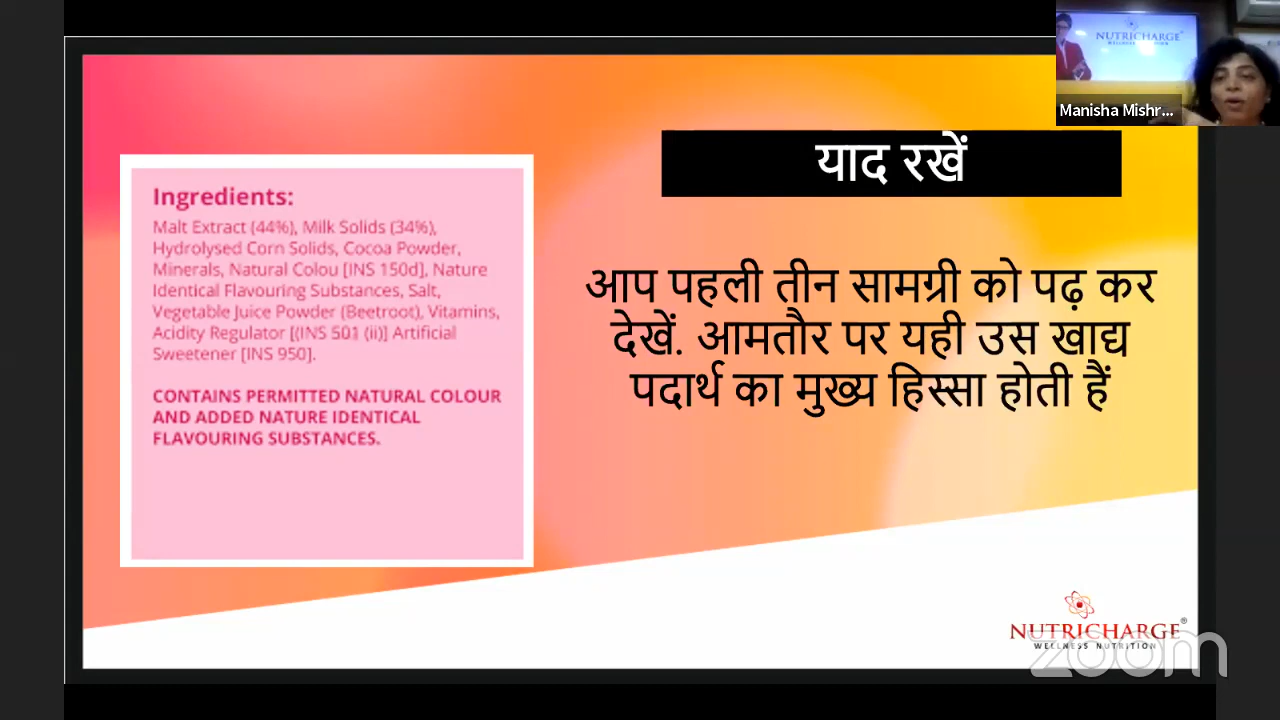 NUTRICHARGE
WELLNESS NUTRITION
Manisha Mishr...
याद रखें
Ingredients:
Malt Extract (44%), Milk Solids (34%),
Hydrolysed Corn Solids, Cocoa Powder,
Minerals, Natural Colou [INS 150d], Nature
Identical Flavouring Substances, Salt,
Vegetable Juice Powder (Beetroot), Vitamins,
Acidity Regulator [(INS 501 (ii)] Artificial
Sweetener [INS 950].
CONTAINS PERMITTED NATURAL COLOUR
AND ADDED NATURE IDENTICAL
FLAVOURING SUBSTANCES.
आप पहली तीन सामग्री को पढ़ कर
देखें. आमतौर पर यही उस खाद्य
पदार्थ का मुख्य हिस्सा होती हैं
NUTRICHARGE®
WELLNESS NUTRITION
zoom